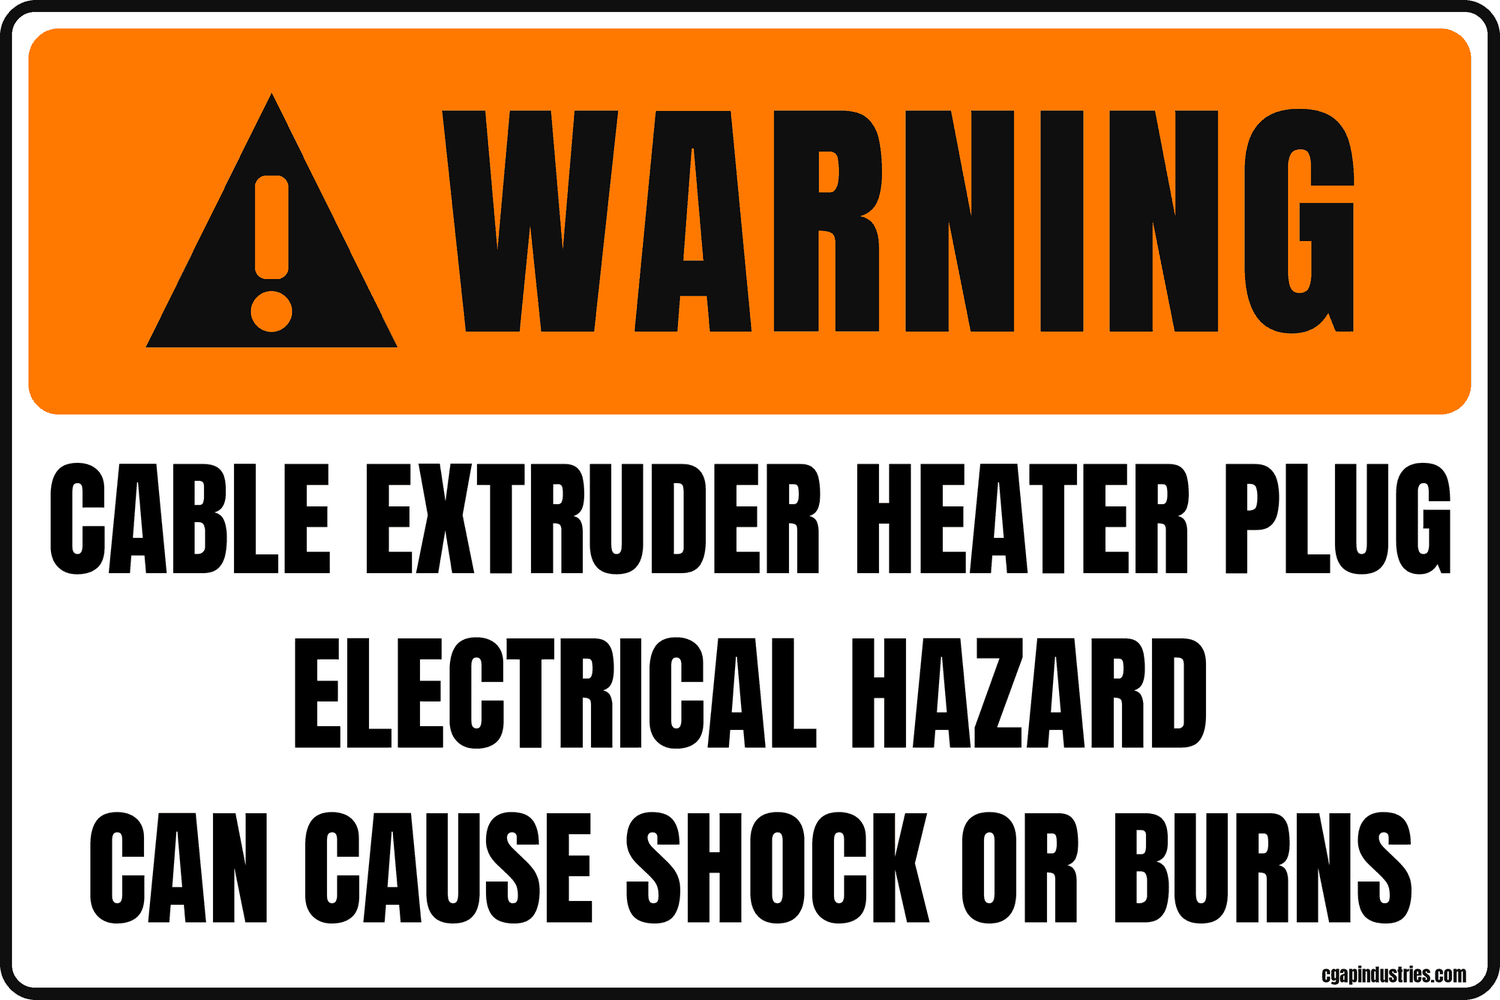 WARNING
CABLE EXTRUDER HEATER PLUG
ELECTRICAL HAZARD
CAN CAUSE SHOCK OR BURNS
cgapindustries.com